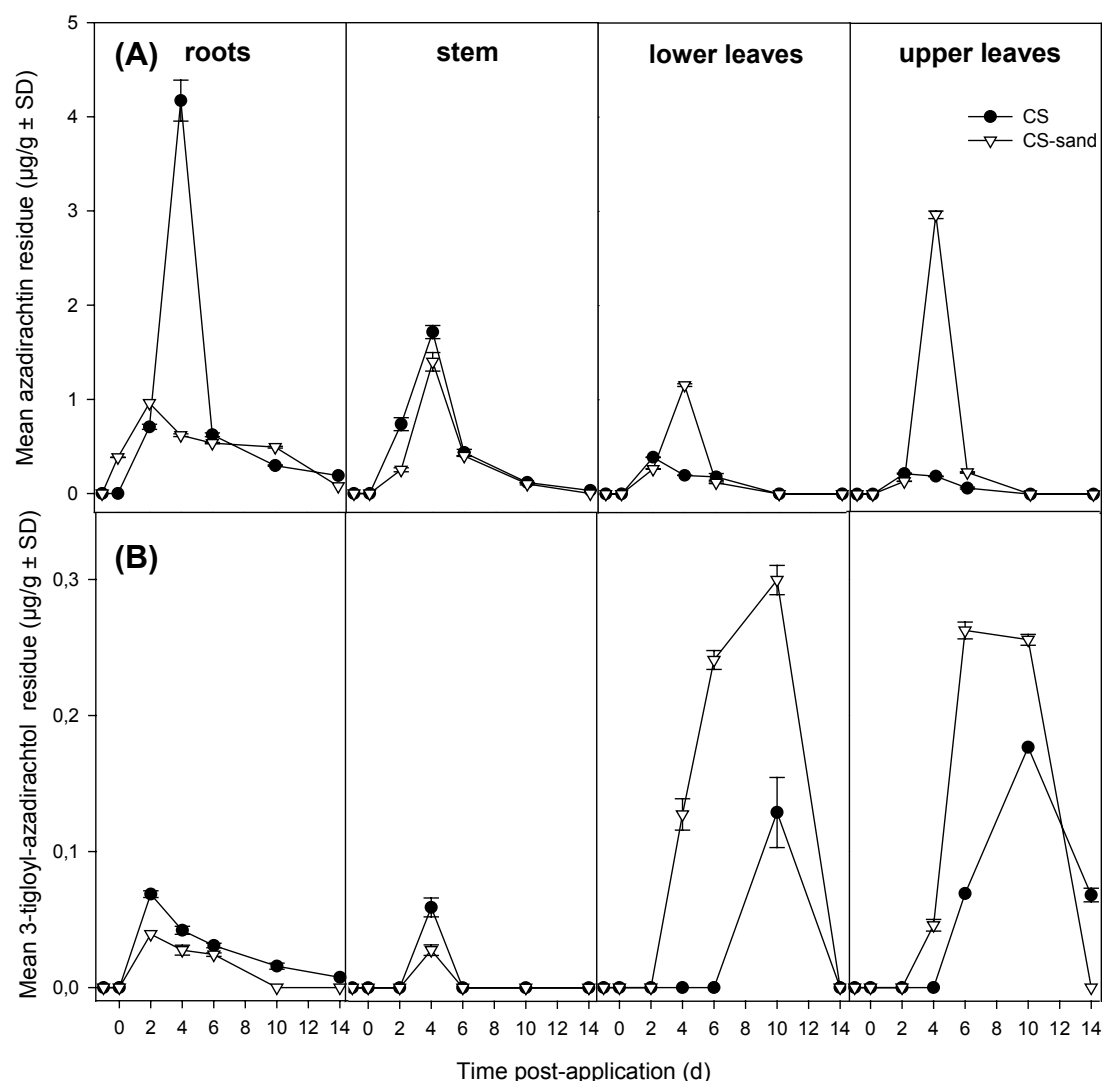 (A) roots stem lower leaves upper leaves
CS
CS-sand
Mean azadirachtin residue (µg/g ± SD)
5
4
3
2
1
0
(B)
Mean 3-tigloyl-azadirachtol residue (µg/g ± SD)
0,3
0,2
0,1
0,0
0 2 4 6 8 10 12 14 0 2 4 6 8 10 12 14 0 2 4 6 8 10 12 14 0 2 4 6 8 10 12 14
Time post-application (d)